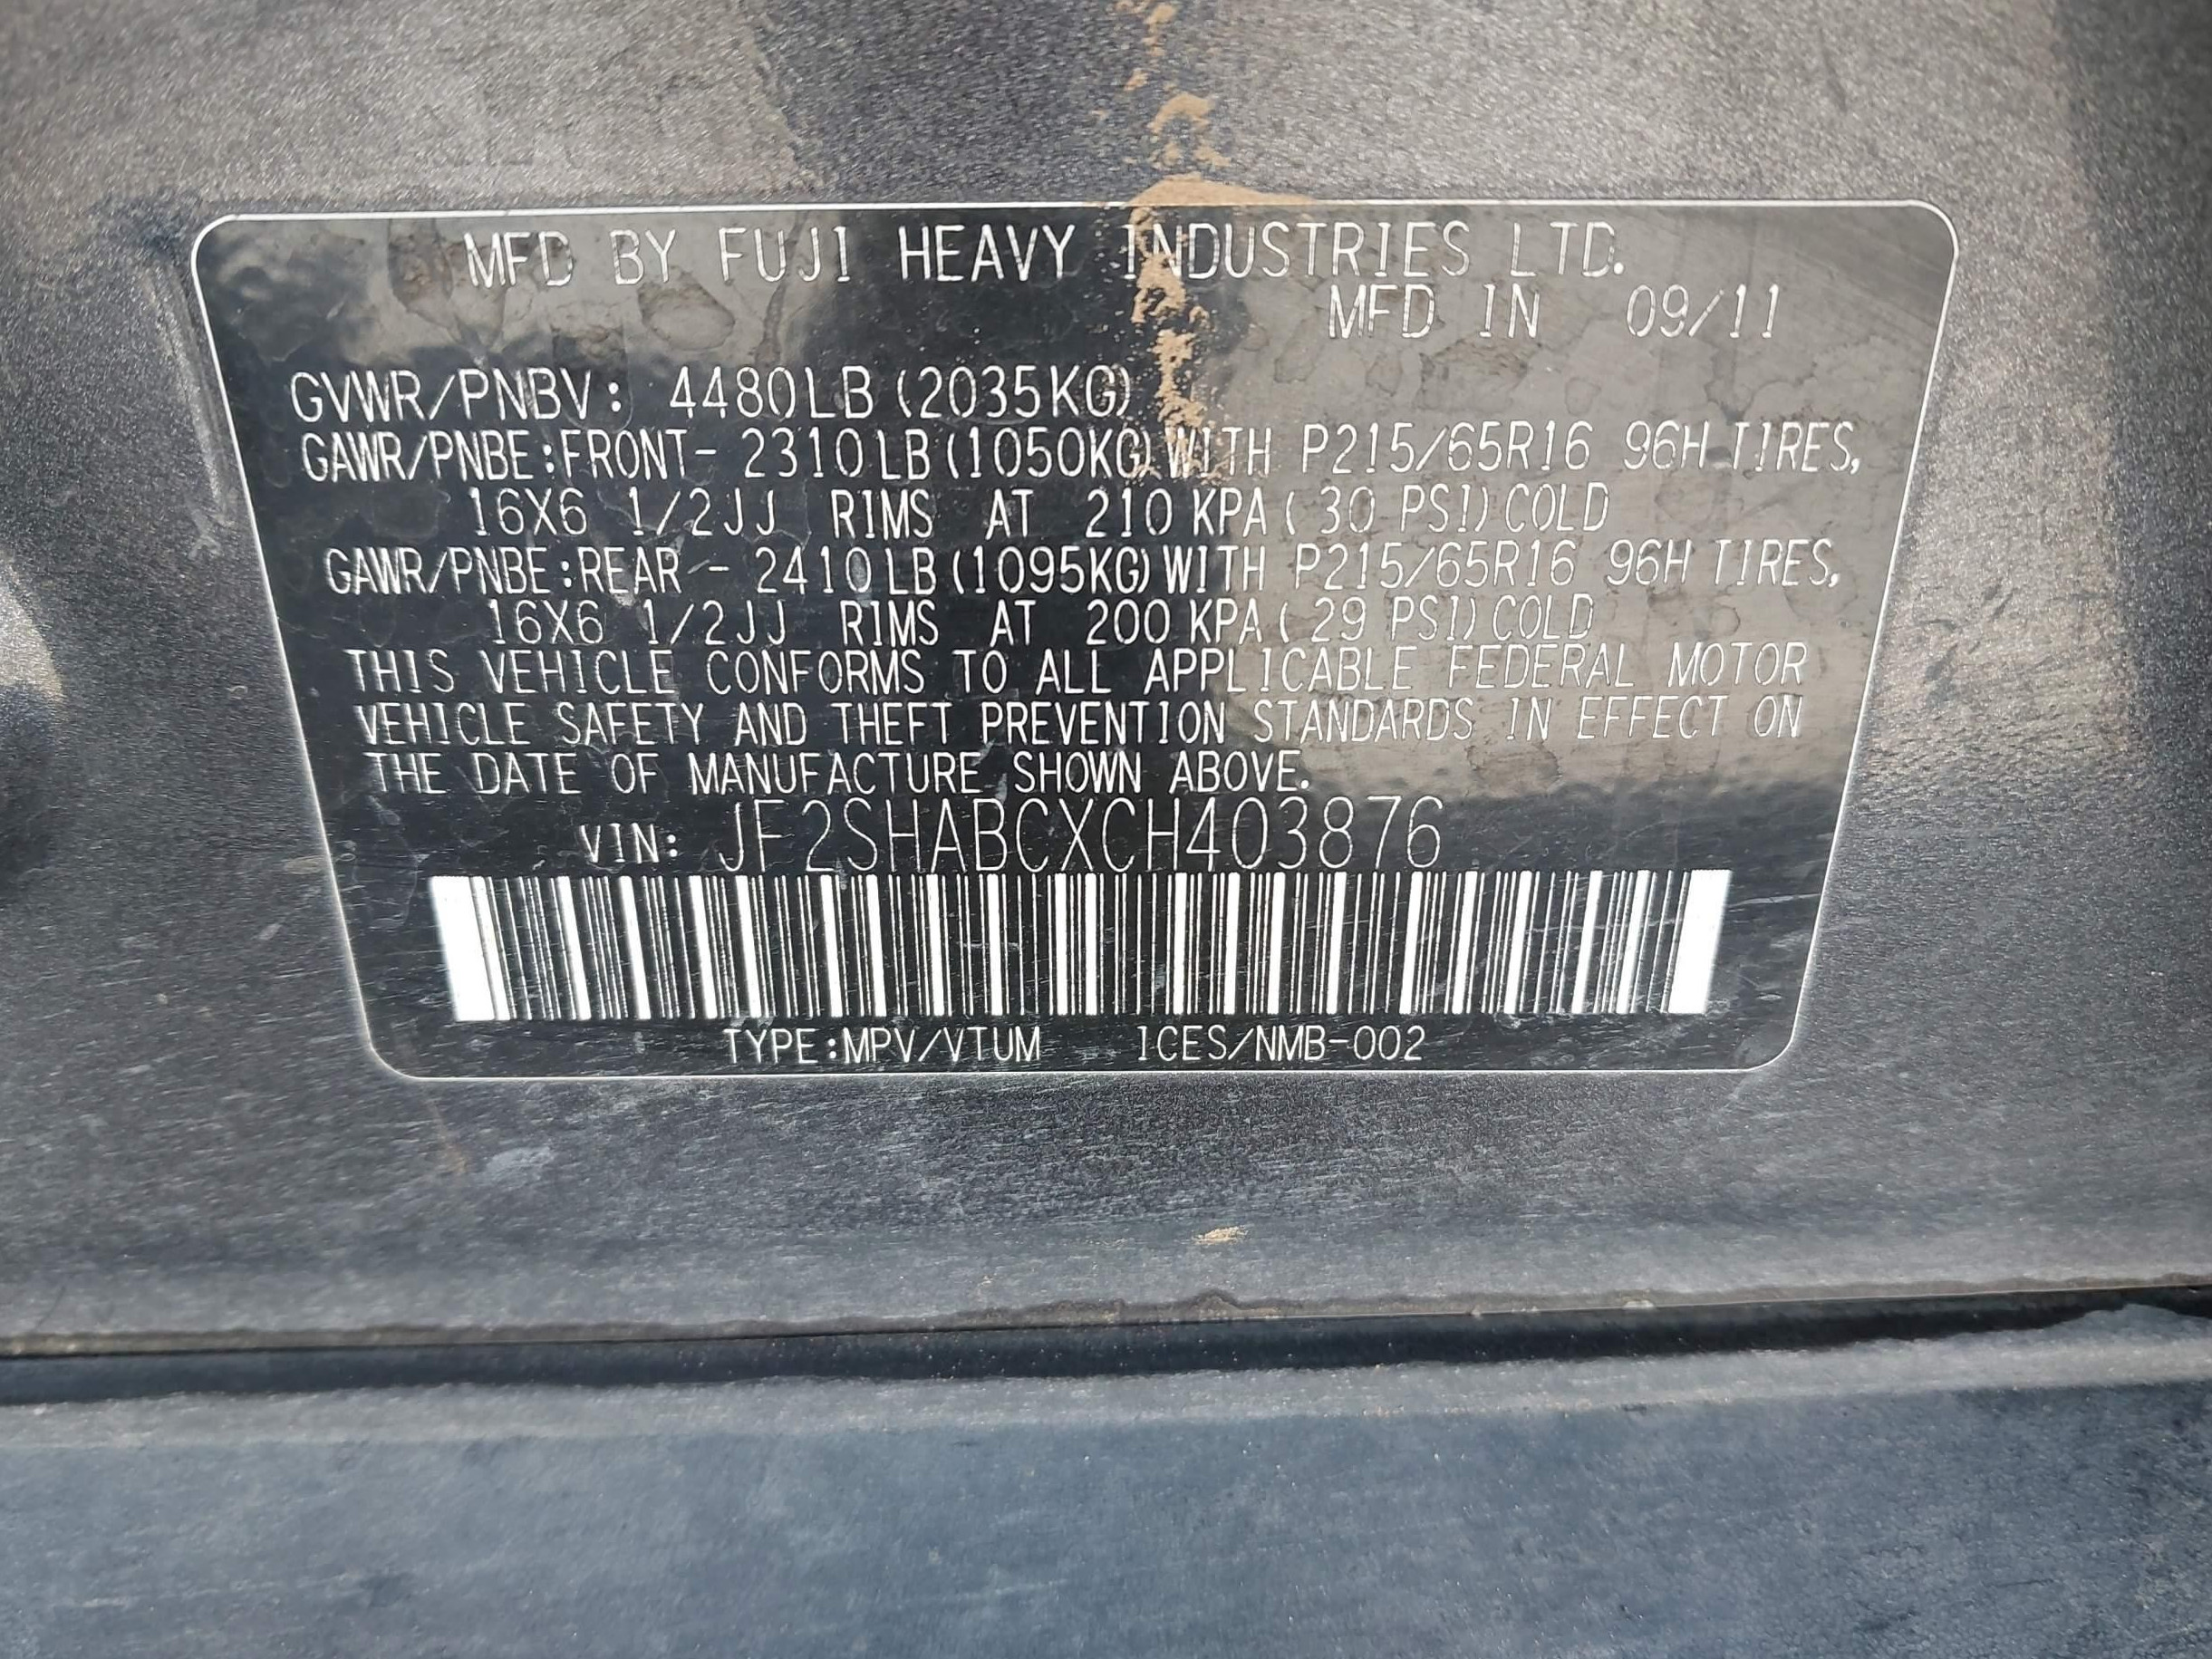 MFD BY FUJI HEAVY INDUSTRIES LTD.
MFD IN 09/11
GVWR/PNBV: 4480LB (2035KG)
GAWR/PNBE:FRONT- 2310LB(1050KG)WITH P215/65R16 96H TIRES,
16X6 1/2JJ RIMS AT 210 KPA( 30 PSI)COLD
GAWR/PNBE:REAR - 2410LB(1095KG)WITH P215/65R16 96H TIRES,
16X6 1/2JJ RIMS AT 200 KPA( 29 PSI)COLD
THIS VEHICLE CONFORMS TO ALL APPLICABLE FEDERAL MOTOR
VEHICLE SAFETY AND THEFT PREVENTION STANDARDS IN EFFECT ON
THE DATE OF MANUFACTURE SHOWN ABOVE.
VIN: JF2SHABCXCH403876
TYPE:MPV/VTUM ICES/NMB-002